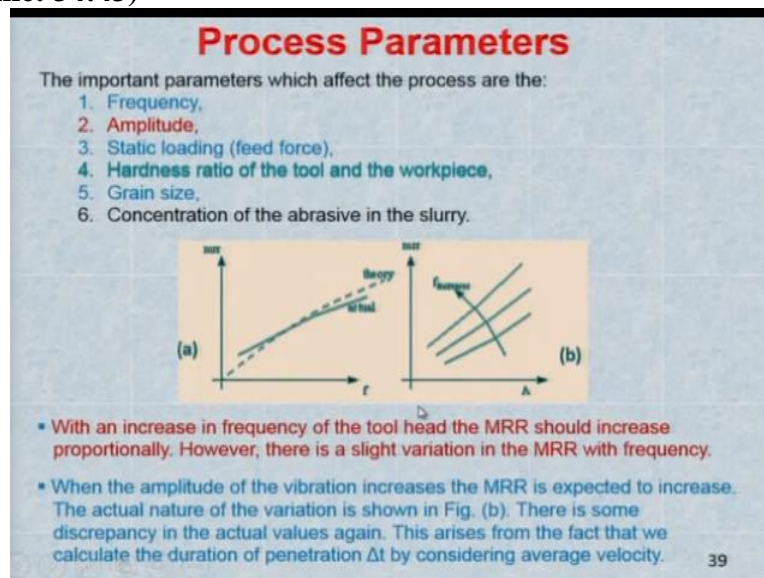 Process Parameters
The important parameters which affect the process are the:
1. Frequency,
2. Amplitude,
3. Static loading (feed force),
4. Hardness ratio of the tool and the workpiece,
5. Grain size,
6. Concentration of the abrasive in the slurry.
theory
actual
(a)
f
A
(b)
▪ With an increase in frequency of the tool head the MRR should increase
proportionally. However, there is a slight variation in the MRR with frequency.
▪ When the amplitude of the vibration increases the MRR is expected to increase.
The actual nature of the variation is shown in Fig. (b). There is some
discrepancy in the actual values again. This arises from the fact that we
calculate the duration of penetration Δt by considering average velocity.
39